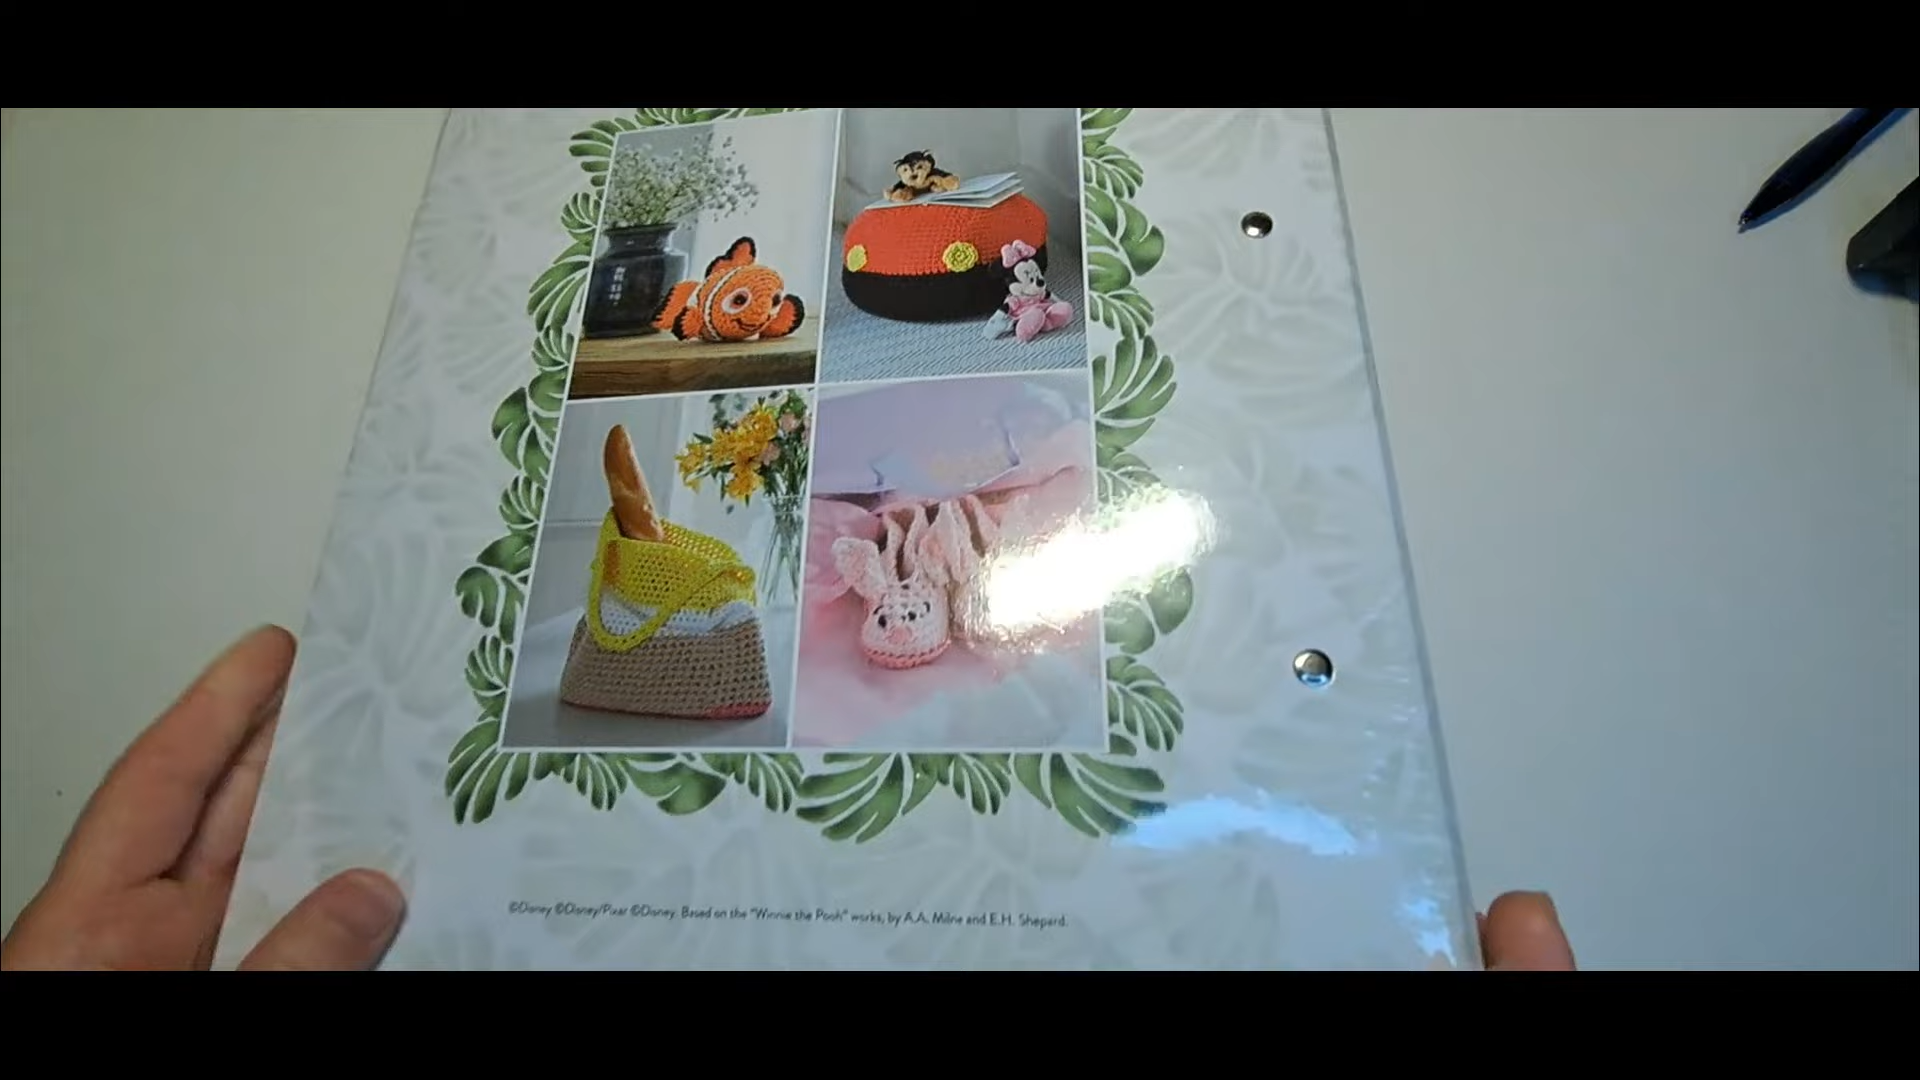 ©Disney ©Disney/Pixar ©Disney. Based on the "Winnie the Pooh" works, by A.A. Milne and E.H. Shepard.